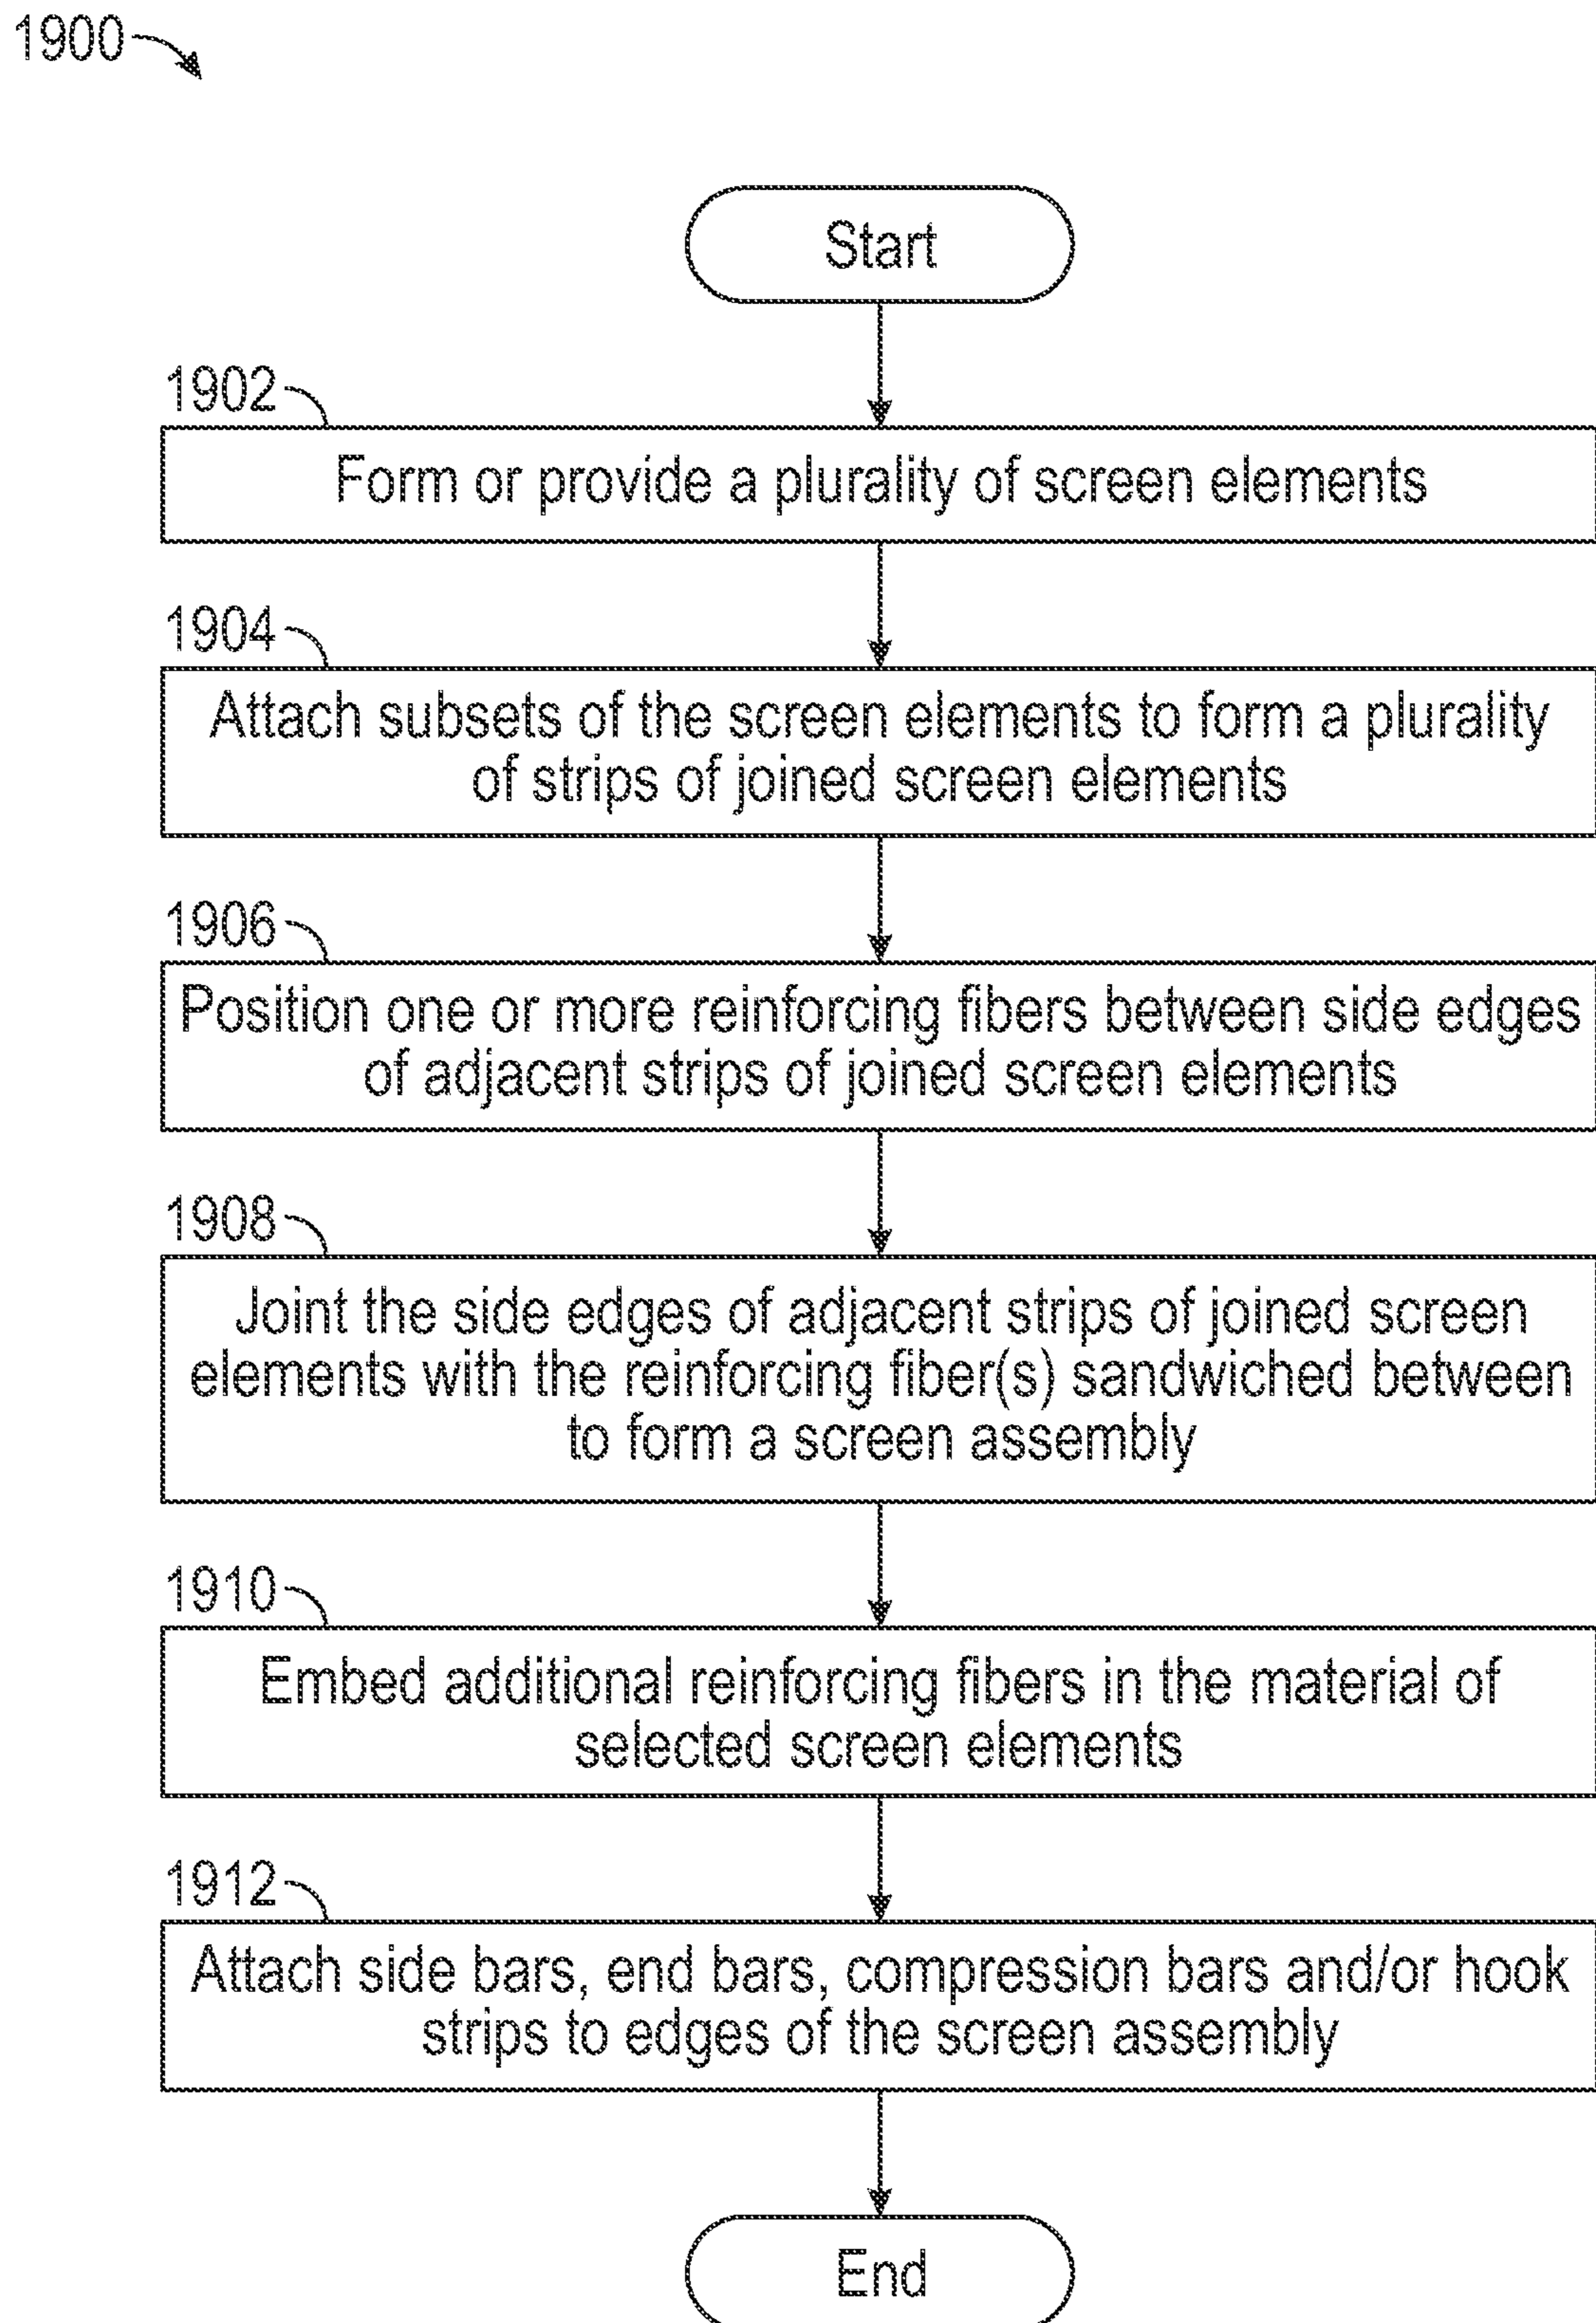 1900
Start
1902
Form or provide a plurality of screen elements
1904
Attach subsets of the screen elements to form a plurality
of strips of joined screen elements
1906
Position one or more reinforcing fibers between side edges
of adjacent strips of joined screen elements
1908
Joint the side edges of adjacent strips of joined screen
elements with the reinforcing fiber(s) sandwiched between
to form a screen assembly
1910
Embed additional reinforcing fibers in the material of
selected screen elements
1912
Attach side bars, end bars, compression bars and/or hook
strips to edges of the screen assembly
End